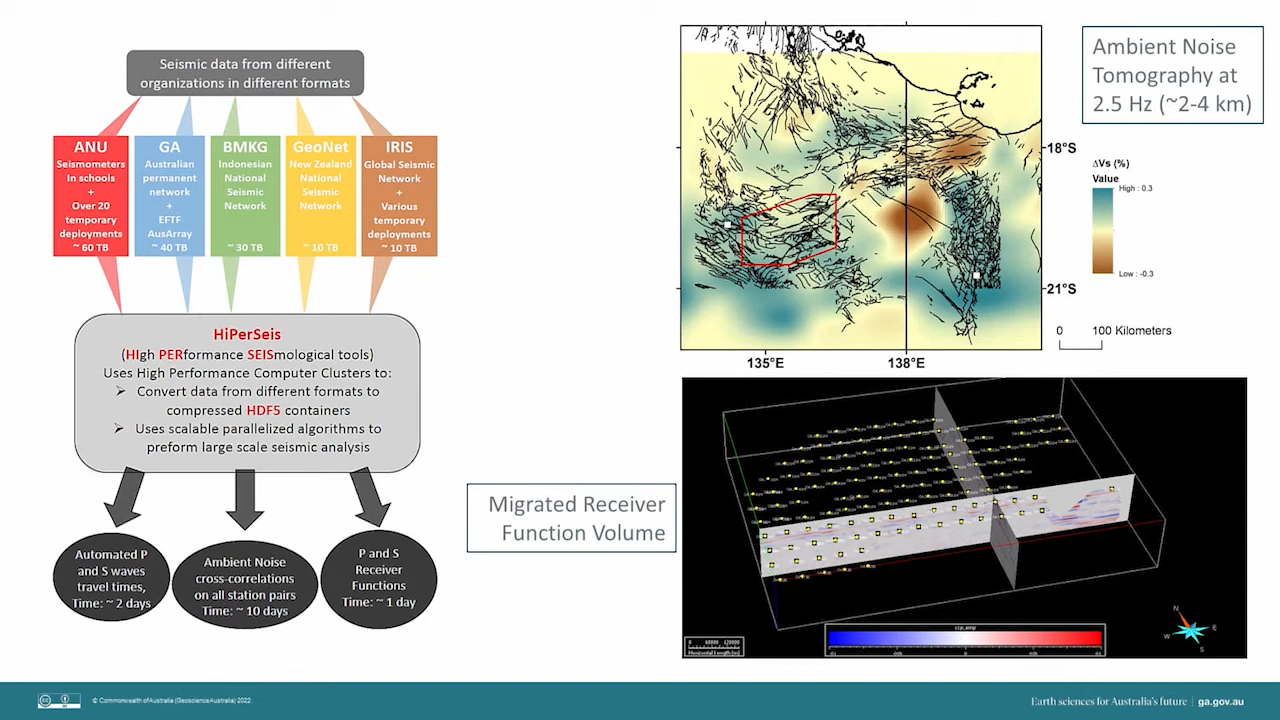 Seismic data from different
organizations in different formats
ANU
Seismometers
In schools
+
Over 20
temporary
deployments
~ 60 TB
GA
Australian
permanent
network
+
EFTF
AusArray
~ 40 TB
BMKG
Indonesian
National
Seismic
Network
~ 30 TB
GeoNet
New Zealand
National
Seismic
Network
~ 10 TB
IRIS
Global Seismic
Network
+
Various
temporary
deployments
~ 10 TB
HiPerSeis
(HIgh PERformance SEISmological tools)
Uses High Performance Computer Clusters to:
➢ Convert data from different formats to
compressed HDF5 containers
➢ Uses scalable parallelized algorithms to
preform large scale seismic analysis
Automated P
and S waves
travel times,
Time: ~ 2 days
Ambient Noise
cross-correlations
on all station pairs
Time: ~ 10 days
P and S
Receiver
Functions
Time: ~ 1 day
Migrated Receiver
Function Volume
Ambient Noise
Tomography at
2.5 Hz (~2-4 km)
18°S
21°S
135°E
138°E
ΔVs (%)
Value
High : 0.3
Low : -0.3
0 100 Kilometers
N
W E
S
Horizontal Length [m]
© Commonwealth of Australia (Geoscience Australia) 2022
Earth sciences for Australia's future | ga.gov.au